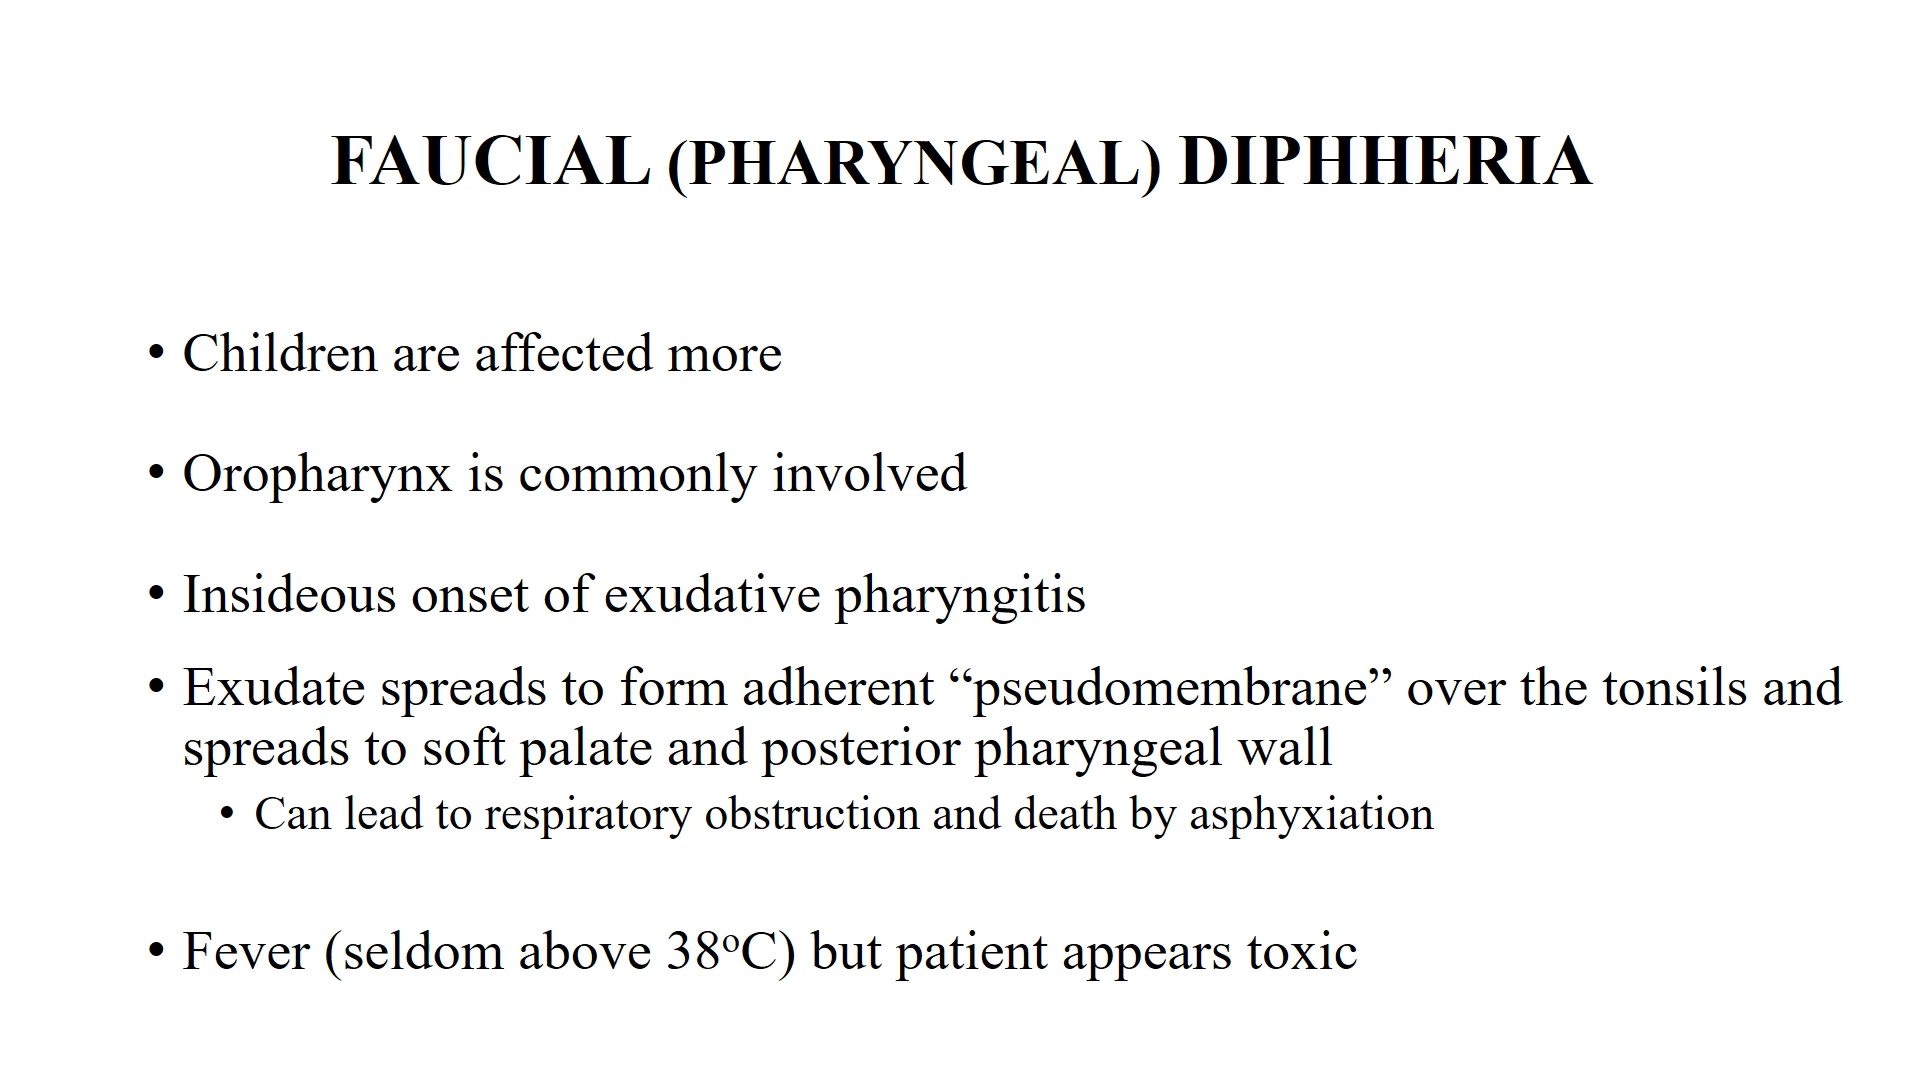 FAUCIAL (PHARYNGEAL) DIPHHERIA
• Children are affected more
• Oropharynx is commonly involved
• Insideous onset of exudative pharyngitis
• Exudate spreads to form adherent “pseudomembrane” over the tonsils and
spreads to soft palate and posterior pharyngeal wall
• Can lead to respiratory obstruction and death by asphyxiation
• Fever (seldom above 38ºC) but patient appears toxic